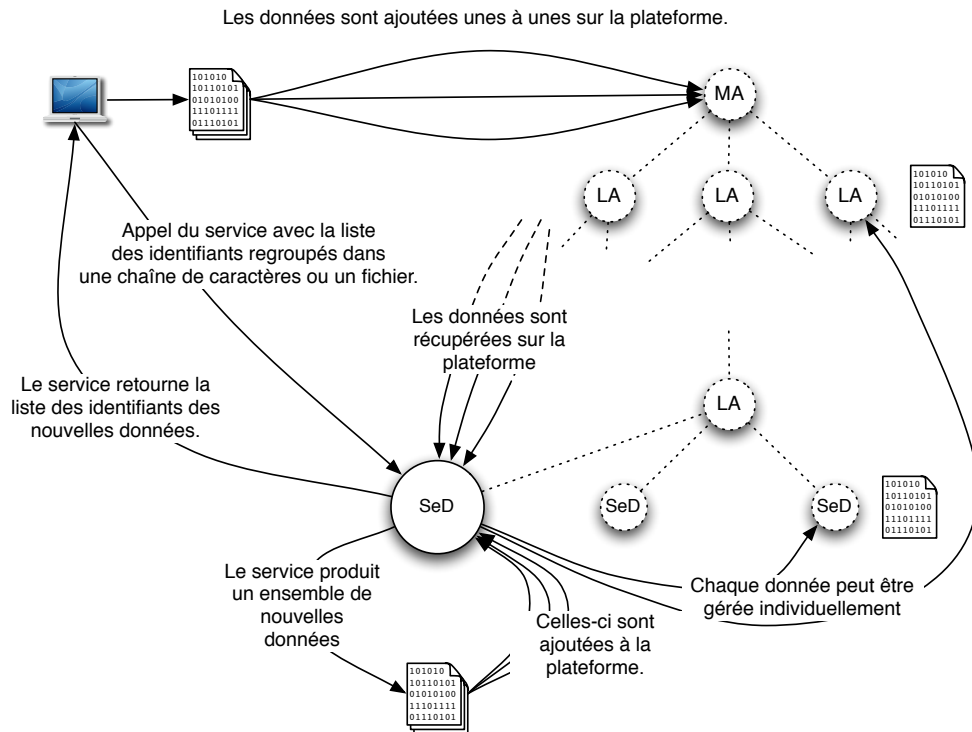 Les données sont ajoutées unes à unes sur la plateforme.
101010
10110101
01010100
11101111
01110101
MA
LA
LA
LA
101010
10110101
01010100
11101111
01110101
Appel du service avec la liste
des identifiants regroupés dans
une chaîne de caractères ou un fichier.
Les données sont
récupérées sur la
plateforme
Le service retourne la
liste des identifiants des
nouvelles données.
LA
SeD
SeD
SeD
101010
10110101
01010100
11101111
01110101
Le service produit
un ensemble de
nouvelles
données
Chaque donnée peut être
gérée individuellement
Celles-ci sont
ajoutées à la
plateforme.
101010
10110101
01010100
11101111
01110101